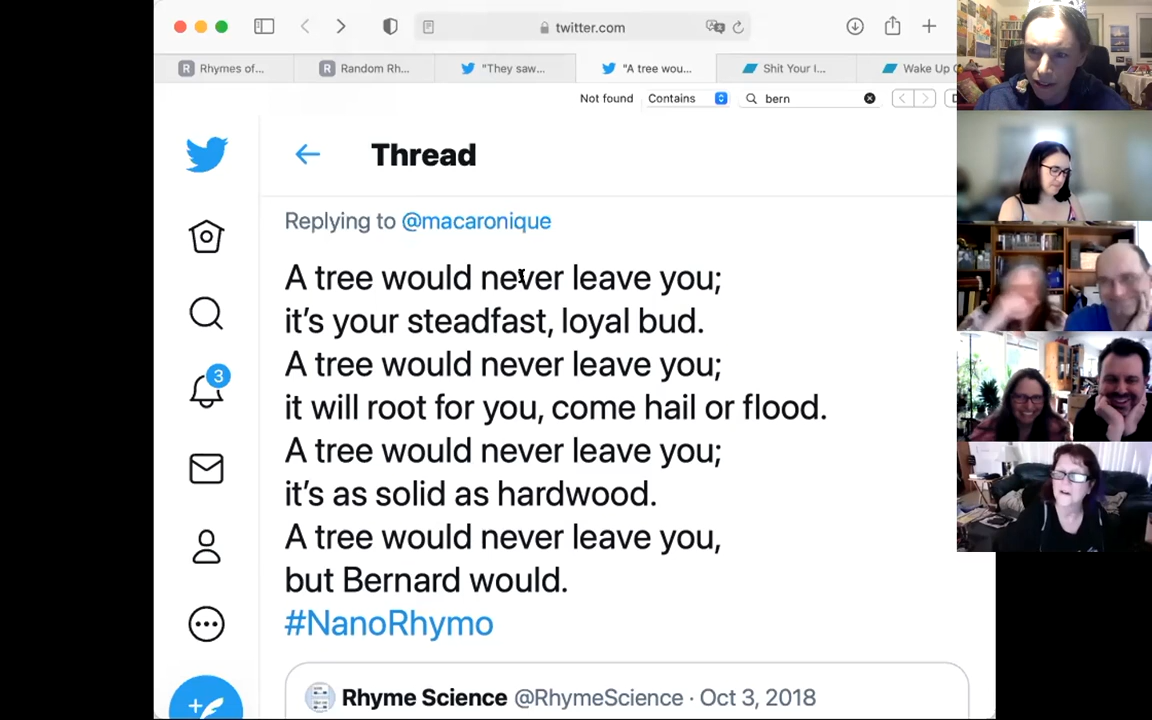 twitter.com
Rhymes of...
Random Rh...
"They saw...
"A tree wou...
Shit Your I...
Wake Up
Not found
Contains
bern
Thread
Replying to @macaronique
A tree would never leave you;
it's your steadfast, loyal bud.
A tree would never leave you;
it will root for you, come hail or flood.
A tree would never leave you;
it's as solid as hardwood.
A tree would never leave you,
but Bernard would.
#NanoRhymo
3
Rhyme Science @RhymeScience · Oct 3, 2018